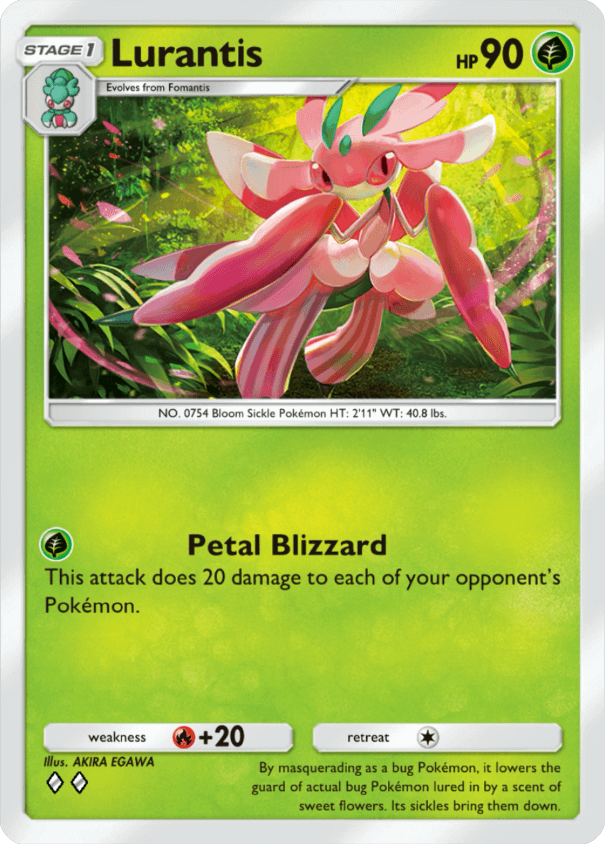 STAGE 1 Lurantis HP 90
Evolves from Fomantis
NO. 0754 Bloom Sickle Pokémon HT: 2'11" WT: 40.8 lbs.
Petal Blizzard
This attack does 20 damage to each of your opponent's
Pokémon.
weakness +20 retreat
Illus. AKIRA EGAWA
By masquerading as a bug Pokémon, it lowers the
guard of actual bug Pokémon lured in by a scent of
sweet flowers. Its sickles bring them down.